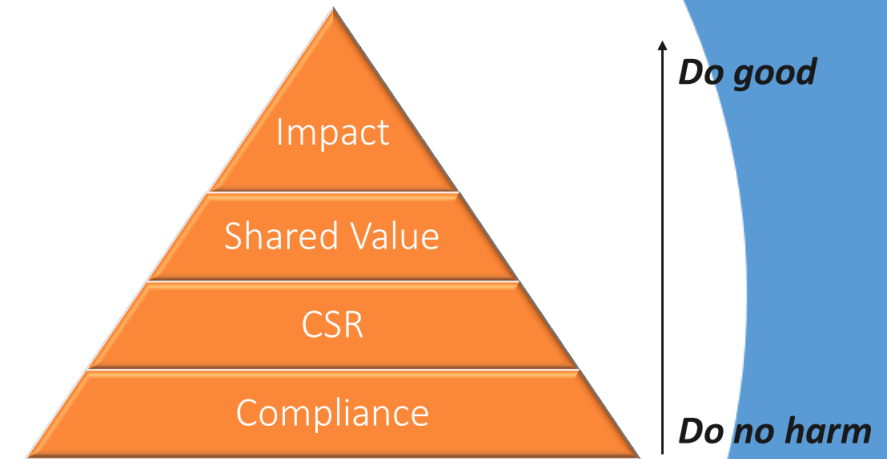 Do good
Impact
Shared Value
CSR
Compliance
Do no harm